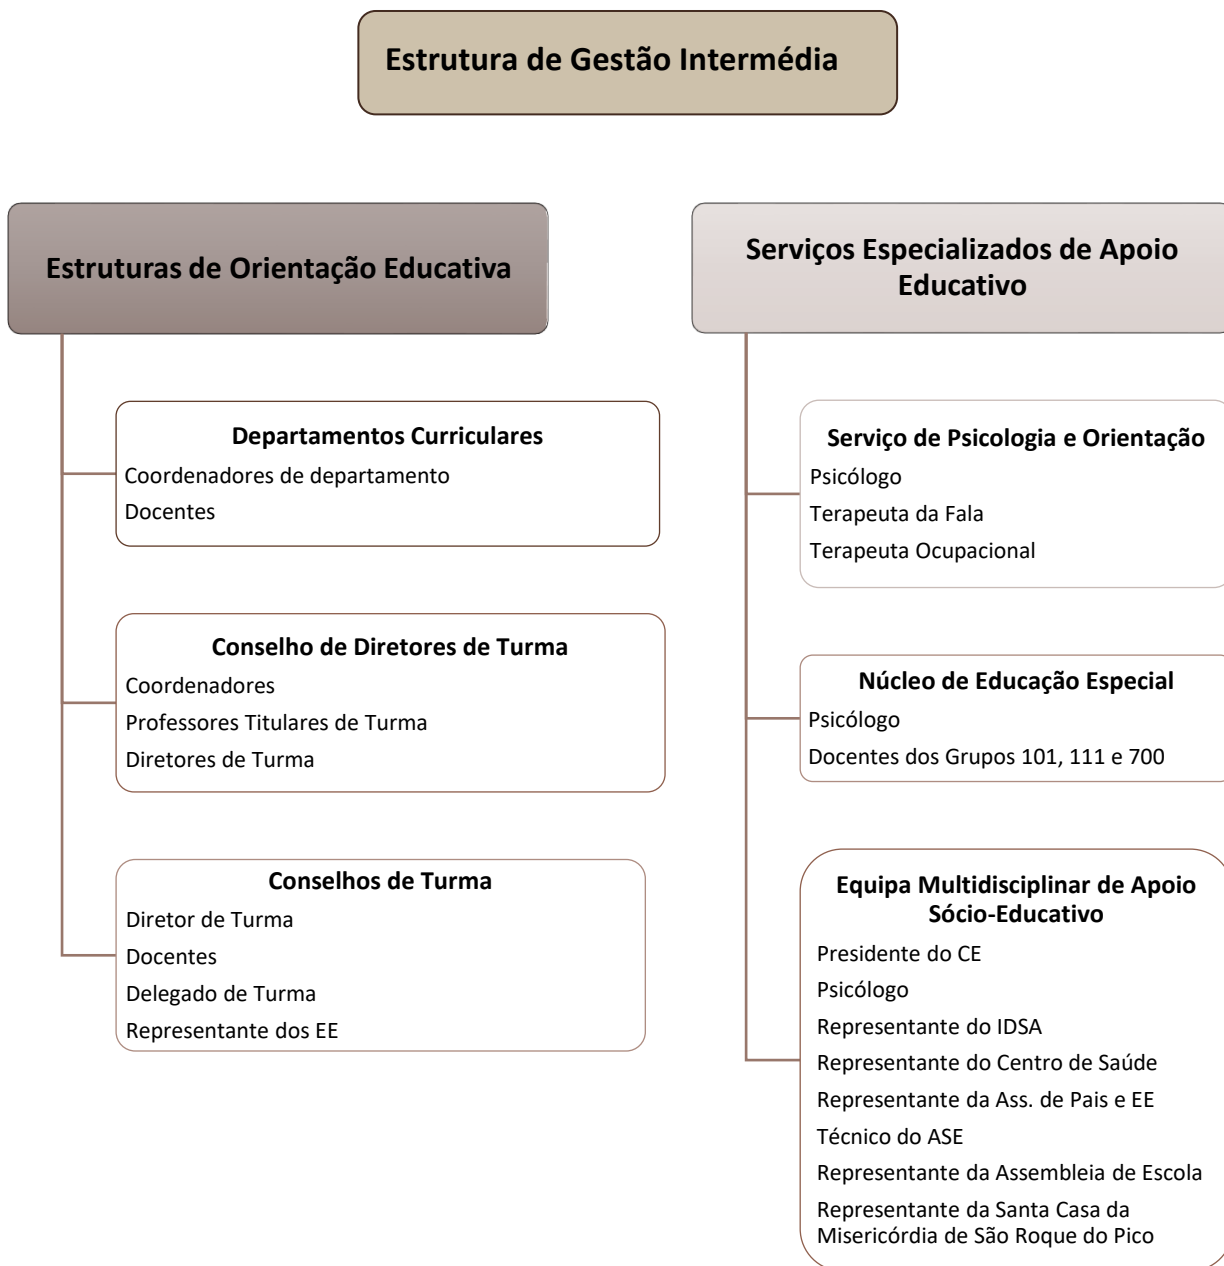 Estrutura de Gestão Intermédia
Estruturas de Orientação Educativa
Departamentos Curriculares
Coordenadores de departamento
Docentes
Conselho de Diretores de Turma
Coordenadores
Professores Titulares de Turma
Diretores de Turma
Conselhos de Turma
Diretor de Turma
Docentes
Delegado de Turma
Representante dos EE
Serviços Especializados de Apoio
Educativo
Serviço de Psicologia e Orientação
Psicólogo
Terapeuta da Fala
Terapeuta Ocupacional
Núcleo de Educação Especial
Psicólogo
Docentes dos Grupos 101, 111 e 700
Equipa Multidisciplinar de Apoio
Sócio-Educativo
Presidente do CE
Psicólogo
Representante do IDSA
Representante do Centro de Saúde
Representante da Ass. de Pais e EE
Técnico do ASE
Representante da Assembleia de Escola
Representante da Santa Casa da
Misericórdia de São Roque do Pico